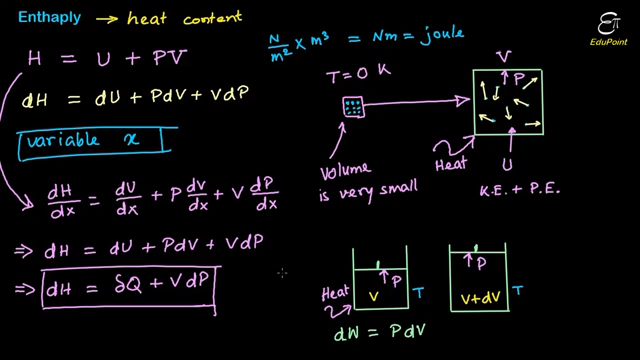 Enthaply → heat content
H = U + PV
dH = dU + PdV + VdP
variable x
dH/dx = dU/dx + P dv/dx + V dP/dx
⇒ dH = dU + PdV + VdP
⇒ dH = δQ + VdP
N/m² × m³ = Nm = joule
T = 0 K
Volume
is very small
V
P
Heat
U
K.E. + P.E.
Heat
P
V
T
P
V+dV
T
dW = PdV
eπ
EduPoint